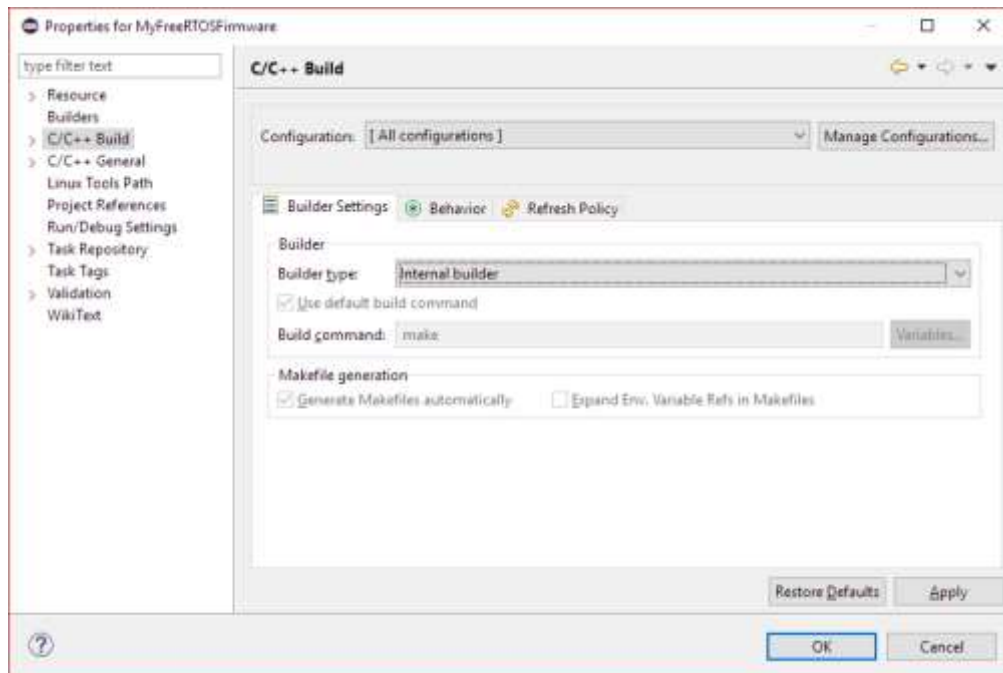 Properties for MyFreeRTOSFirmware
type filter text
Resource
Builders
C/C++ Build
C/C++ General
Linux Tools Path
Project References
Run/Debug Settings
Task Repository
Task Tags
Validation
WikiText
C/C++ Build
Configuration: [ All configurations ] Manage Configurations...
Builder Settings Behavior Refresh Policy
Builder
Builder type: Internal builder
Use default build command
Build command: make Variables...
Makefile generation
Generate Makefiles automatically Expand Env. Variable Refs in Makefiles
Restore Defaults Apply
? OK Cancel